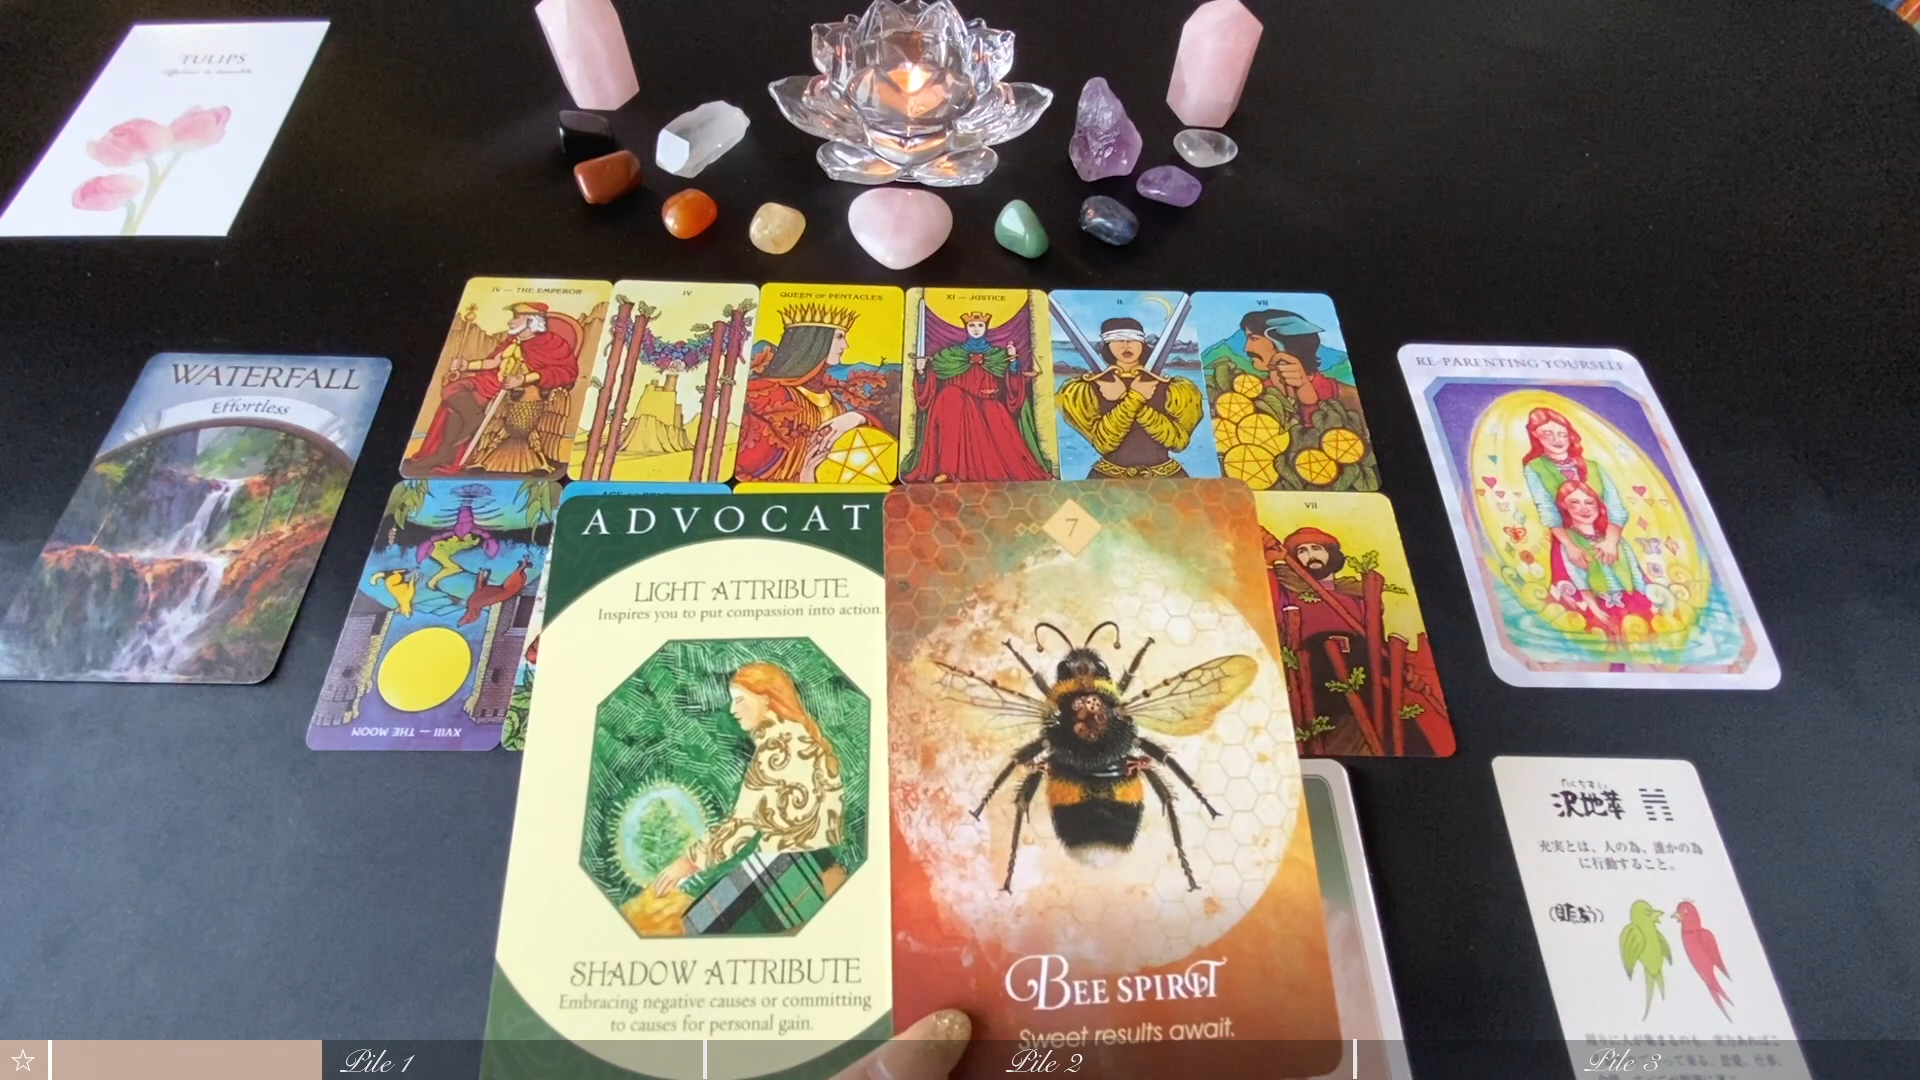 TULIPS
IV — THE EMPEROR
IV
QUEEN OF PENTACLES
XI — JUSTICE
II
VII
WATERFALL
Effortless
RE-PARENTING YOURSELF
XVIII — THE MOON
ADVOCAT
LIGHT ATTRIBUTE
Inspires you to put compassion into action.
SHADOW ATTRIBUTE
Embracing negative causes or committing
to causes for personal gain.
7
BEE SPIRIT
Sweet results await.
VII
沢地萃
充実とは、人の為、誰かの為
に行動すること。
Pile 1
Pile 2
Pile 3